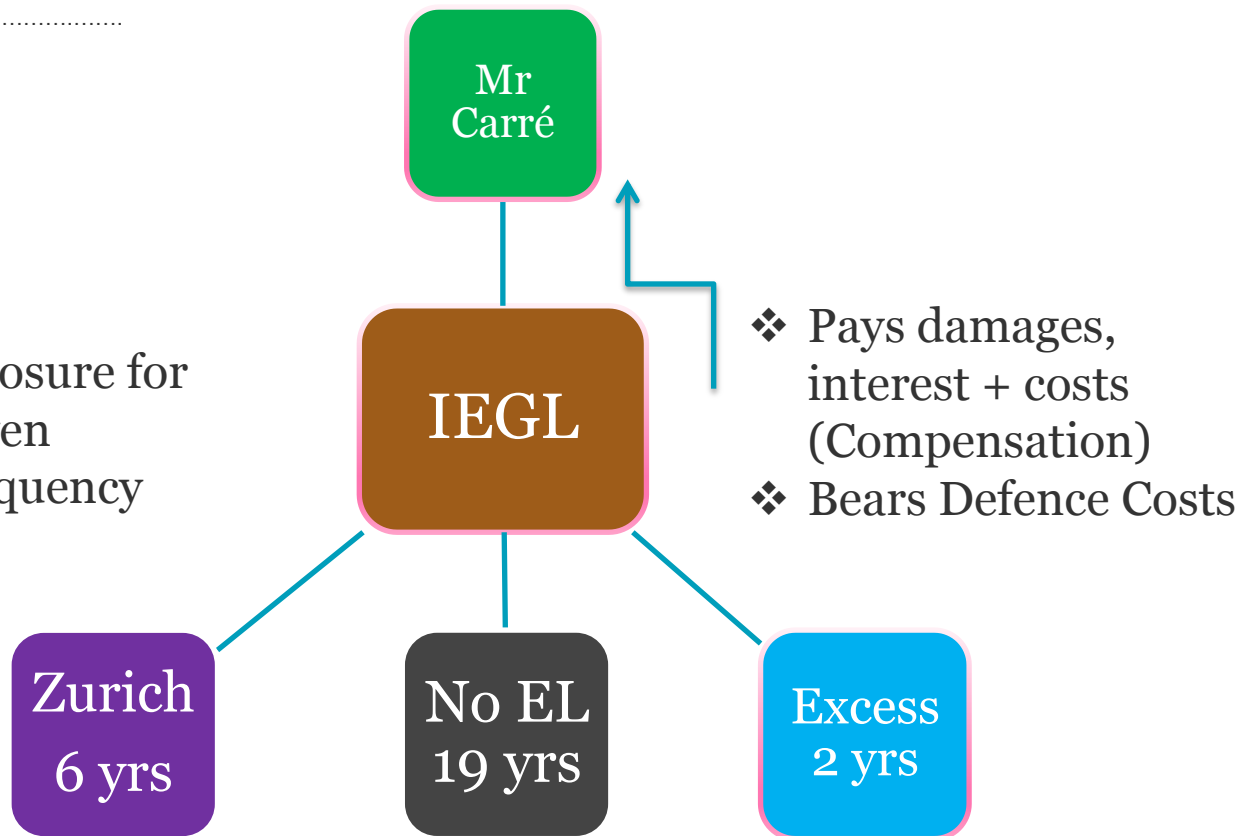 Mr
Carré
osure for
en
quency
IEGL
❖ Pays damages,
interest + costs
(Compensation)
❖ Bears Defence Costs
Zurich
6 yrs
No EL
19 yrs
Excess
2 yrs